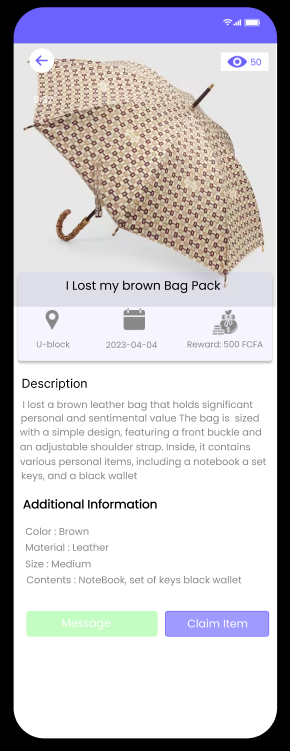 50
I Lost my brown Bag Pack
U-block
2023-04-04
Reward: 500 FCFA
Description
I lost a brown leather bag that holds significant
personal and sentimental value The bag is sized
with a simple design, featuring a front buckle and
an adjustable shoulder strap. Inside, it contains
various personal items, including a notebook a set
keys, and a black wallet
Additional Information
Color : Brown
Material : Leather
Size : Medium
Contents : NoteBook, set of keys black wallet
Message
Claim Item